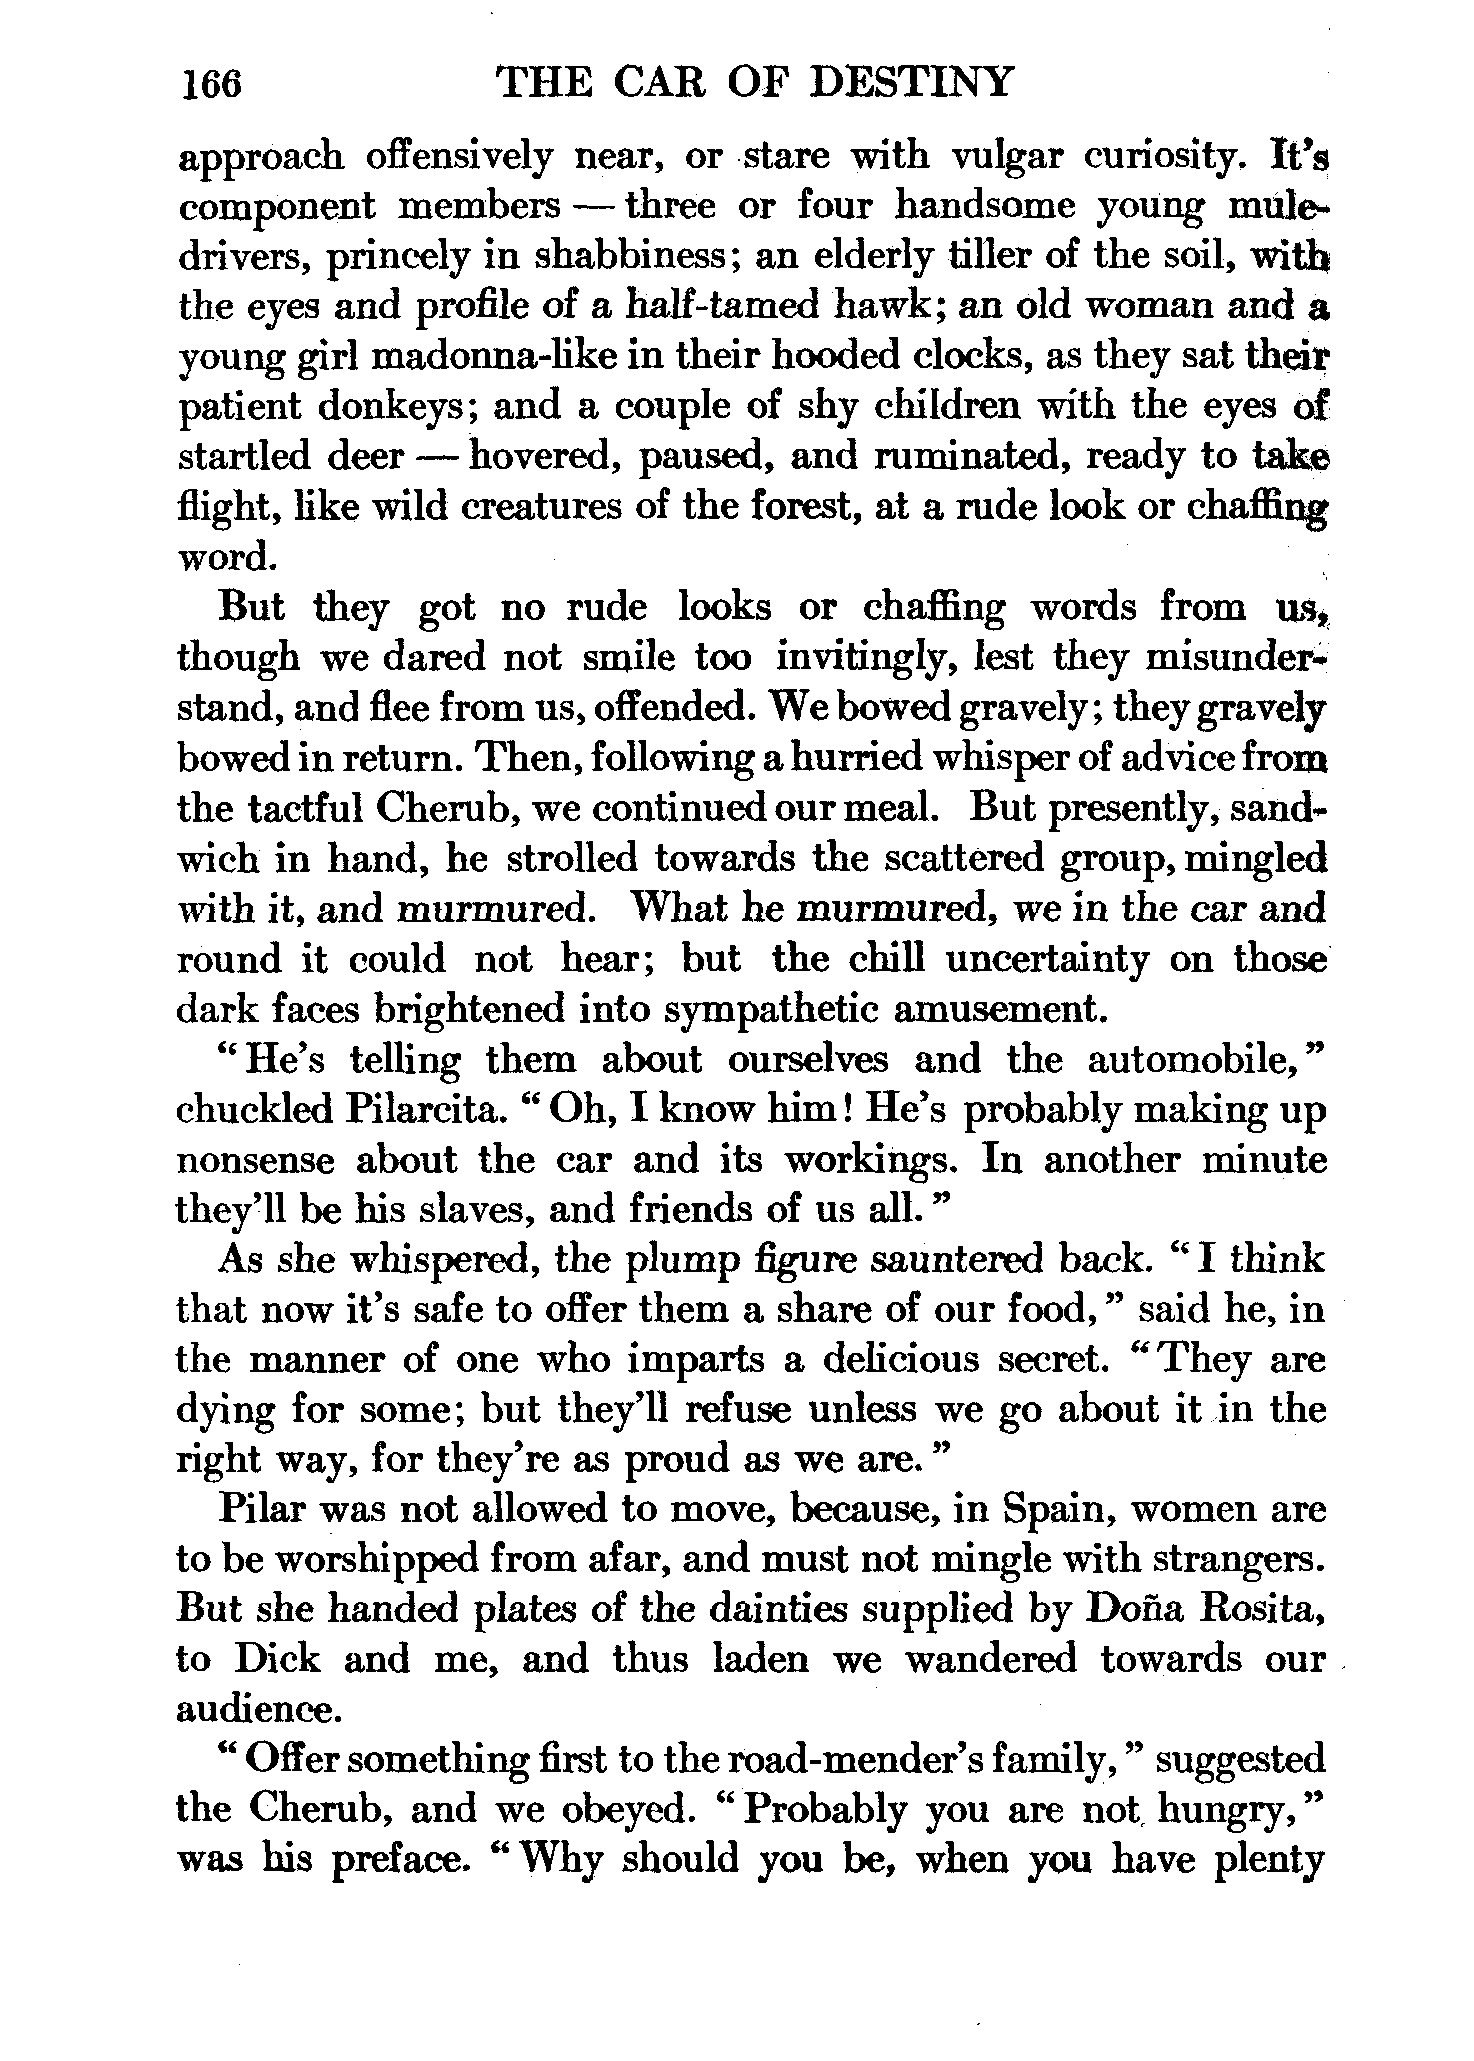 166 THE CAR OF DESTINY
approach offensively near, or stare with vulgar curiosity. It's
component members — three or four handsome young mule-
drivers, princely in shabbiness; an elderly tiller of the soil, with
the eyes and profile of a half-tamed hawk; an old woman and a
young girl madonna-like in their hooded clocks, as they sat their
patient donkeys; and a couple of shy children with the eyes of
startled deer — hovered, paused, and ruminated, ready to take
flight, like wild creatures of the forest, at a rude look or chaffing
word.
But they got no rude looks or chaffing words from us,
though we dared not smile too invitingly, lest they misunder-
stand, and flee from us, offended. We bowed gravely; they gravely
bowed in return. Then, following a hurried whisper of advice from
the tactful Cherub, we continued our meal. But presently, sand-
wich in hand, he strolled towards the scattered group, mingled
with it, and murmured. What he murmured, we in the car and
round it could not hear; but the chill uncertainty on those
dark faces brightened into sympathetic amusement.
"He's telling them about ourselves and the automobile,"
chuckled Pilarcita. "Oh, I know him! He's probably making up
nonsense about the car and its workings. In another minute
they'll be his slaves, and friends of us all."
As she whispered, the plump figure sauntered back. "I think
that now it's safe to offer them a share of our food," said he, in
the manner of one who imparts a delicious secret. "They are
dying for some; but they'll refuse unless we go about it in the
right way, for they're as proud as we are."
Pilar was not allowed to move, because, in Spain, women are
to be worshipped from afar, and must not mingle with strangers.
But she handed plates of the dainties supplied by Doña Rosita,
to Dick and me, and thus laden we wandered towards our
audience.
"Offer something first to the road-mender's family," suggested
the Cherub, and we obeyed. "Probably you are not hungry,"
was his preface. "Why should you be, when you have plenty